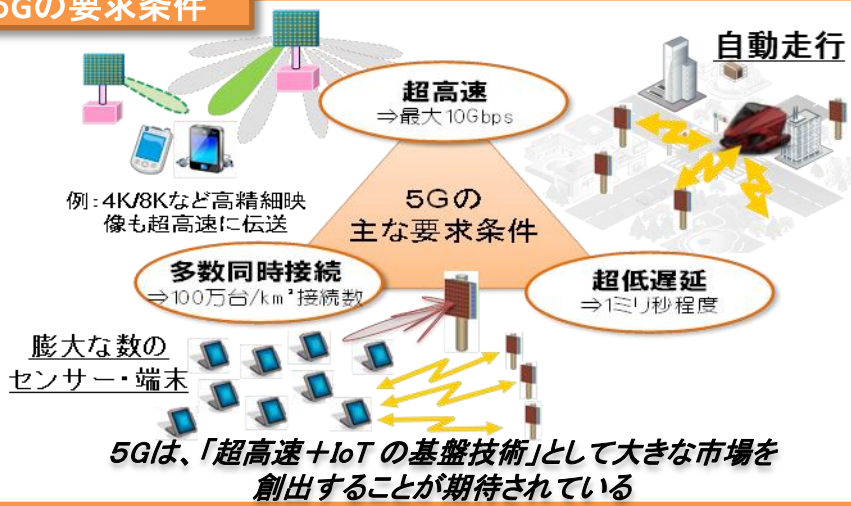 5Gの要求条件
自動走行
超高速
⇒最大10Gbps
例:4K/8Kなど高精細映
像も超高速に伝送
5Gの
主な要求条件
多数同時接続
⇒100万台/km²接続数
超低遅延
⇒1ミリ秒程度
膨大な数の
センサー・端末
5Gは、「超高速+IoT の基盤技術」として大きな市場を
創出することが期待されている